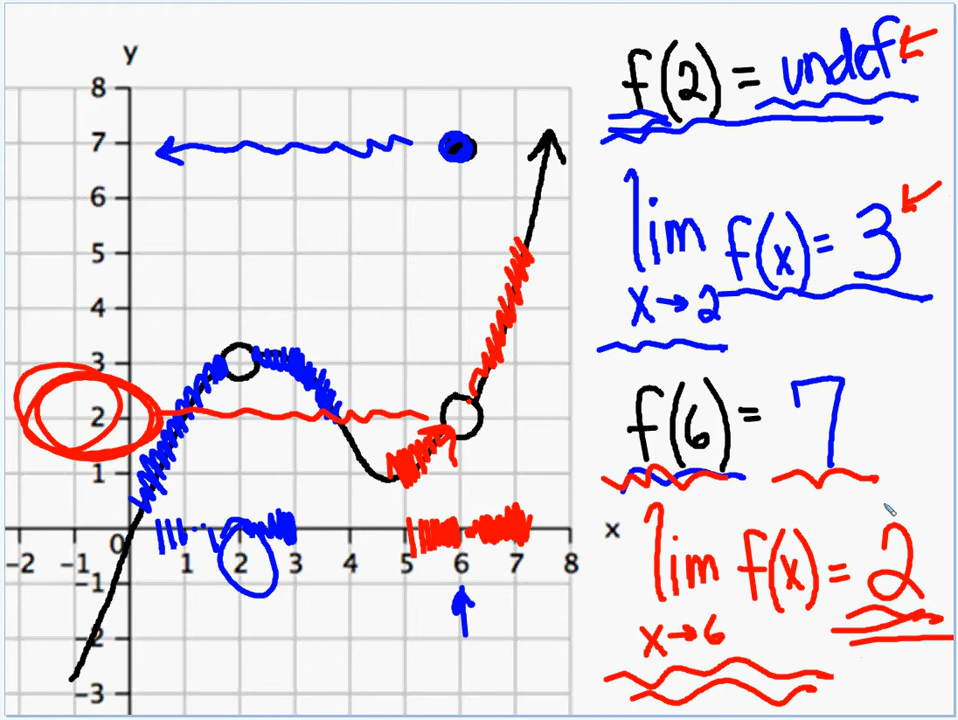 y
8
7
6
5
4
3
2
1
-2 -1 0 1 2 3 4 5 6 7 8 x
-1
-2
-3
f(2) = undef.
lim f(x) = 3
x→2
f(6) = 7
lim f(x) = 2
x→6